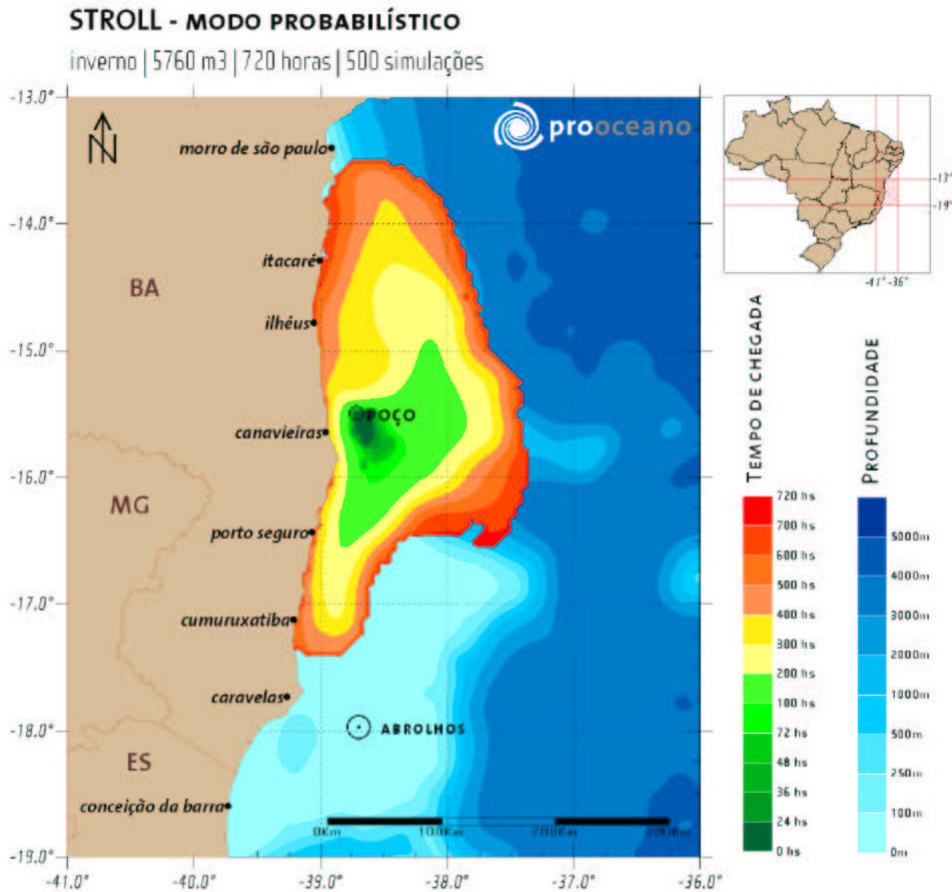 STROLL - MODO PROBABILÍSTICO
inverno | 5760 m3 | 720 horas | 500 simulações
-13.0°
-14.0°
-15.0°
-16.0°
-17.0°
-18.0°
-19.0°
-41.0°
-40.0°
-39.0°
-38.0°
-37.0°
-36.0°
N
prooceano
morro de são paulo
itacaré
BA
ilhéus
POÇO
canavieiras
MG
porto seguro
cumuruxatiba
caravelas
ABROLHOS
ES
conceição da barra
0Km 100Km 200Km 300Km
-13°
-19°
-41° -36°
TEMPO DE CHEGADA
720 hs
700 hs
600 hs
500 hs
400 hs
300 hs
200 hs
100 hs
72 hs
48 hs
36 hs
24 hs
0 hs
PROFUNDIDADE
5000m
4000m
3000m
2000m
1000m
500m
250m
100m
0m